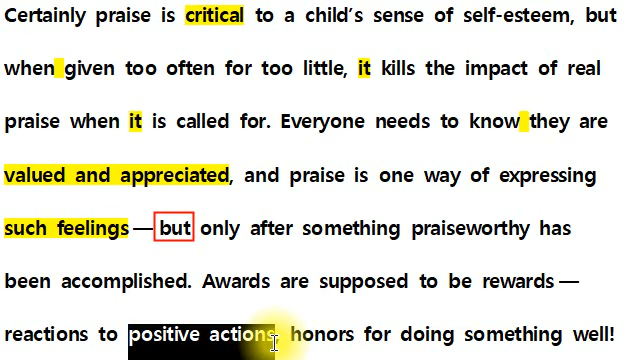 Certainly praise is critical to a child's sense of self-esteem, but
when given too often for too little, it kills the impact of real
praise when it is called for. Everyone needs to know they are
valued and appreciated, and praise is one way of expressing
such feelings — but only after something praiseworthy has
been accomplished. Awards are supposed to be rewards —
reactions to positive actions, honors for doing something well!